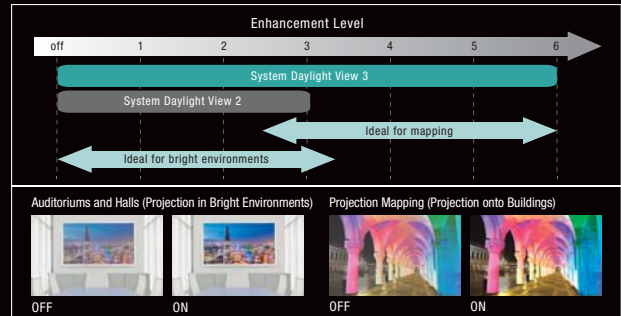 Enhancement Level
off 1 2 3 4 5 6
System Daylight View 3
System Daylight View 2
Ideal for mapping
Ideal for bright environments
Auditoriums and Halls (Projection in Bright Environments) Projection Mapping (Projection onto Buildings)
OFF ON OFF ON